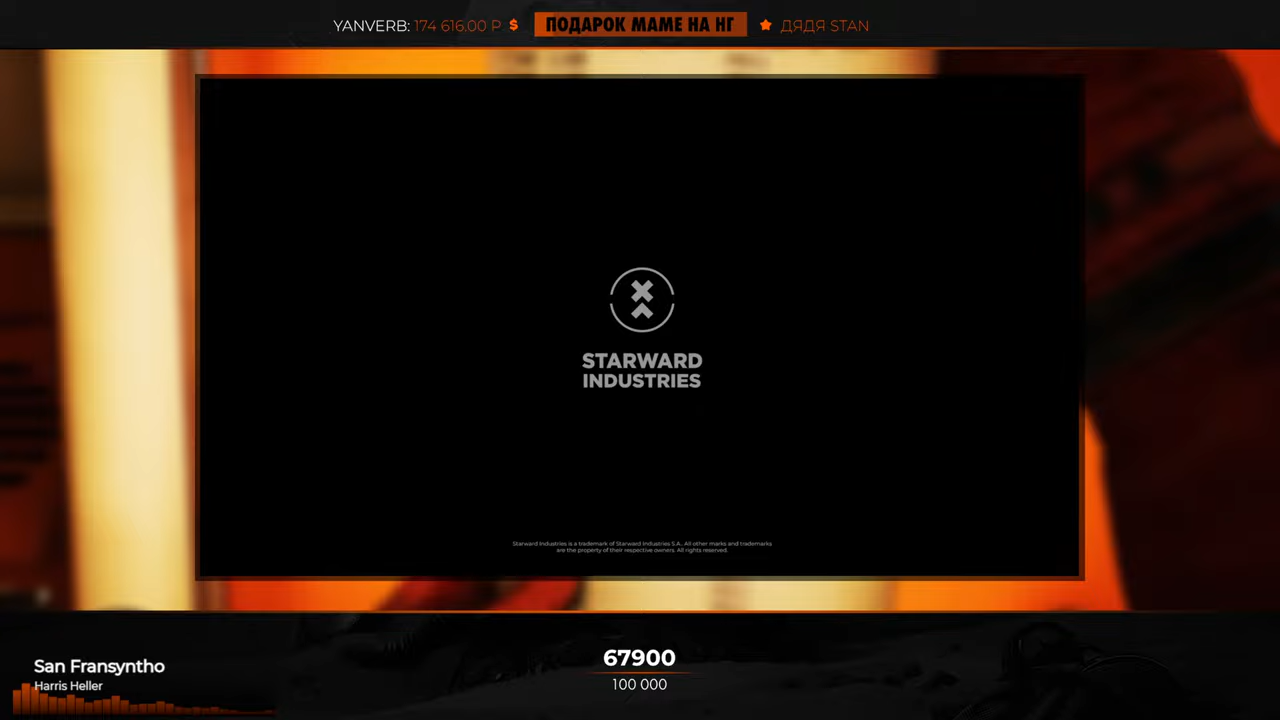 YANVERB: 174 616.00 Р $ ПОДАРОК МАМЕ НА НГ ДЯДЯ STAN
STARWARD
INDUSTRIES
Starward Industries is a trademark of Starward Industries S.A.. All other marks and trademarks
are the property of their respective owners. All rights reserved.
67900
100 000
San Fransyntho
Harris Heller